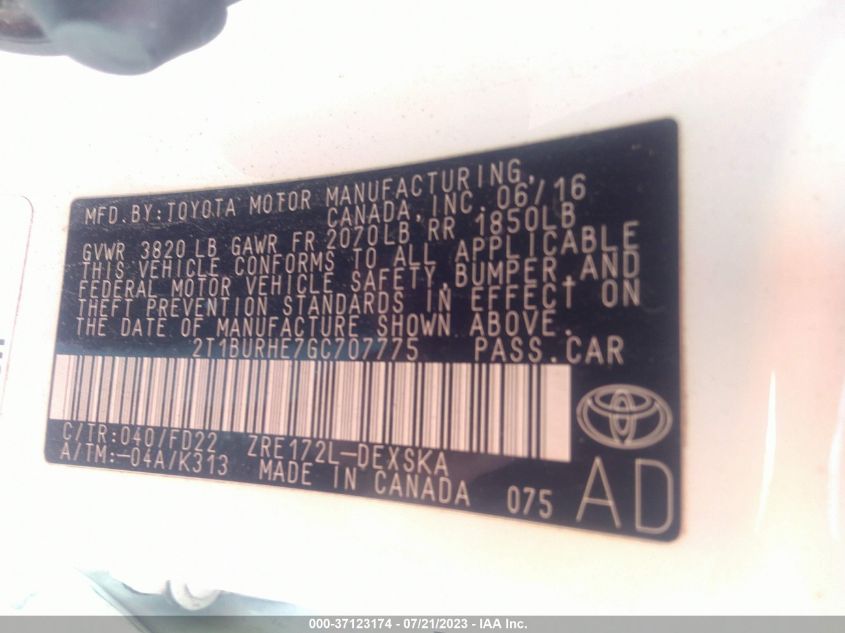 MFD. BY: TOYOTA MOTOR MANUFACTURING,
CANADA, INC. 06/16
GVWR 3820 LB GAWR FR 2070LB RR 1850LB
THIS VEHICLE CONFORMS TO ALL APPLICABLE
FEDERAL MOTOR VEHICLE SAFETY, BUMPER, AND
THEFT PREVENTION STANDARDS IN EFFECT ON
THE DATE OF MANUFACTURE SHOWN ABOVE.
2T1BURHE7GC707775 PASS. CAR
C/TR: 040/FD22 ZRE172L-DEXSKA
A/TM: -04A/K313 MADE IN CANADA 075 AD
000-37123174 / 07/21/2023 - IAA Inc.